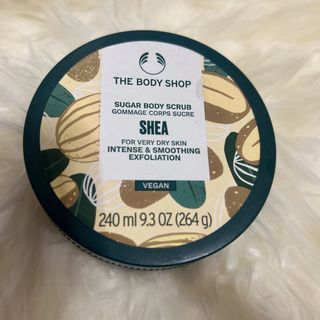 THE BODY SHOP
SUGAR BODY SCRUB
GOMMAGE CORPS SUCRE
SHEA
FOR VERY DRY SKIN
INTENSE & SMOOTHING
EXFOLIATION
VEGAN
240 ml 9.3 OZ (264 g)